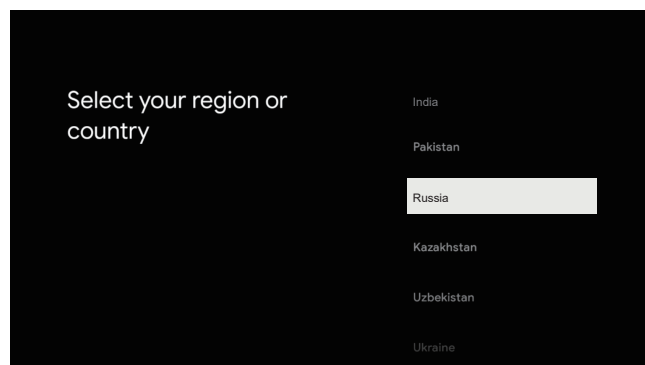 Select your region or
country
India
Pakistan
Russia
Kazakhstan
Uzbekistan
Ukraine